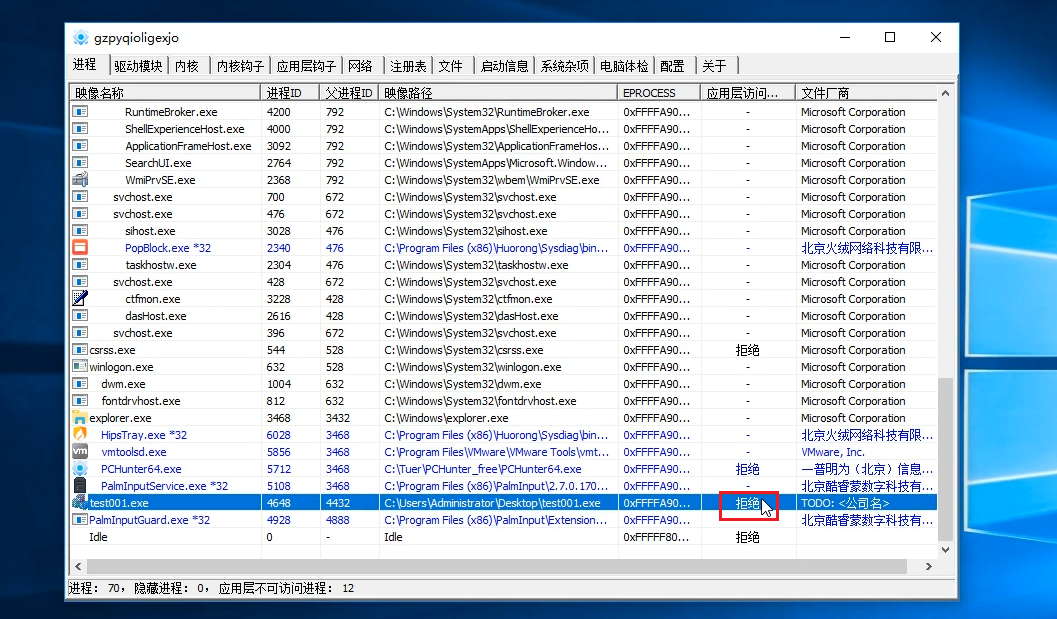 gzpyqioligexjo
进程 驱动模块 内核 内核钩子 应用层钩子 网络 注册表 文件 启动信息 系统杂项 电脑体检 配置 关于
映像名称 进程ID 父进程ID 映像路径 EPROCESS 应用层访问... 文件厂商
RuntimeBroker.exe 4200 792 C:\Windows\System32\RuntimeBroker.exe 0xFFFFA90... - Microsoft Corporation
ShellExperienceHost.exe 4000 792 C:\Windows\SystemApps\ShellExperienceHo... 0xFFFFA90... - Microsoft Corporation
ApplicationFrameHost.exe 3092 792 C:\Windows\System32\ApplicationFrameHos... 0xFFFFA90... - Microsoft Corporation
SearchUI.exe 2764 792 C:\Windows\SystemApps\Microsoft.Window... 0xFFFFA90... - Microsoft Corporation
WmiPrvSE.exe 2368 792 C:\Windows\System32\wbem\WmiPrvSE.exe 0xFFFFA90... - Microsoft Corporation
svchost.exe 700 672 C:\Windows\System32\svchost.exe 0xFFFFA90... - Microsoft Corporation
svchost.exe 476 672 C:\Windows\System32\svchost.exe 0xFFFFA90... - Microsoft Corporation
sihost.exe 3028 476 C:\Windows\System32\sihost.exe 0xFFFFA90... - Microsoft Corporation
PopBlock.exe *32 2340 476 C:\Program Files (x86)\Huorong\Sysdiag\bin... 0xFFFFA90... - 北京火绒网络科技有限...
taskhostw.exe 2304 476 C:\Windows\System32\taskhostw.exe 0xFFFFA90... - Microsoft Corporation
svchost.exe 428 672 C:\Windows\System32\svchost.exe 0xFFFFA90... - Microsoft Corporation
ctfmon.exe 3228 428 C:\Windows\System32\ctfmon.exe 0xFFFFA90... - Microsoft Corporation
dasHost.exe 2616 428 C:\Windows\System32\dasHost.exe 0xFFFFA90... - Microsoft Corporation
svchost.exe 396 672 C:\Windows\System32\svchost.exe 0xFFFFA90... - Microsoft Corporation
csrss.exe 544 528 C:\Windows\System32\csrss.exe 0xFFFFA90... 拒绝 Microsoft Corporation
winlogon.exe 632 528 C:\Windows\System32\winlogon.exe 0xFFFFA90... - Microsoft Corporation
dwm.exe 1004 632 C:\Windows\System32\dwm.exe 0xFFFFA90... - Microsoft Corporation
fontdrvhost.exe 812 632 C:\Windows\System32\fontdrvhost.exe 0xFFFFA90... - Microsoft Corporation
explorer.exe 3468 3432 C:\Windows\explorer.exe 0xFFFFA90... - Microsoft Corporation
HipsTray.exe *32 6028 3468 C:\Program Files (x86)\Huorong\Sysdiag\bin... 0xFFFFA90... - 北京火绒网络科技有限...
vmtoolsd.exe 5856 3468 C:\Program Files\VMware\VMware Tools\vmt... 0xFFFFA90... - VMware, Inc.
PCHunter64.exe 5712 3468 C:\Tuer\PCHunter_free\PCHunter64.exe 0xFFFFA90... 拒绝 一普明为（北京）信息...
PalmInputService.exe *32 5108 3468 C:\Program Files (x86)\PalmInput\2.7.0.170... 0xFFFFA90... - 北京酷睿蒙数字科技有...
test001.exe 4648 4432 C:\Users\Administrator\Desktop\test001.exe 0xFFFFA90... 拒绝 TODO: <公司名>
PalmInputGuard.exe *32 4928 4888 C:\Program Files (x86)\PalmInput\Extension... 0xFFFFA90... - 北京酷睿蒙数字科技有...
Idle 0 - Idle 0xFFFFF80... 拒绝
进程: 70, 隐藏进程: 0, 应用层不可访问进程: 12